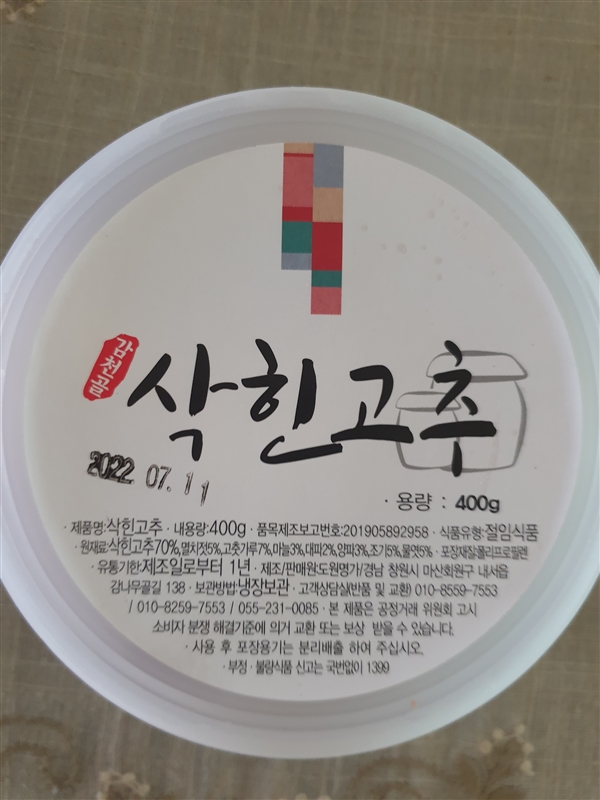 감천골
삭힌고추
2022 07. 11
· 용량 : 400g
· 제품명:삭힌고추 · 내용량:400g · 품목제조보고번호:201905892958 · 식품유형:절임식품
· 원재료:삭힌고추70%,멸치젓5%,고춧가루7%,마늘3%,대파2%,양파3%,조기5%,물엿5% · 포장재질폴리프로필렌
· 유통기한:제조일로부터 1년 · 제조/판매원:도원명가/경남 창원시 마산회원구 내서읍
감나무골길 138 · 보관방법:냉장보관 · 고객상담실(반품 및 교환) 010-8559-7553
/ 010-8259-7553 / 055-231-0085 · 본 제품은 공정거래 위원회 고시
소비자 분쟁 해결기준에 의거 교환 또는 보상 받을 수 있습니다.
· 사용 후 포장용기는 분리배출 하여 주십시오.
· 부정 · 불량식품 신고는 국번없이 1399